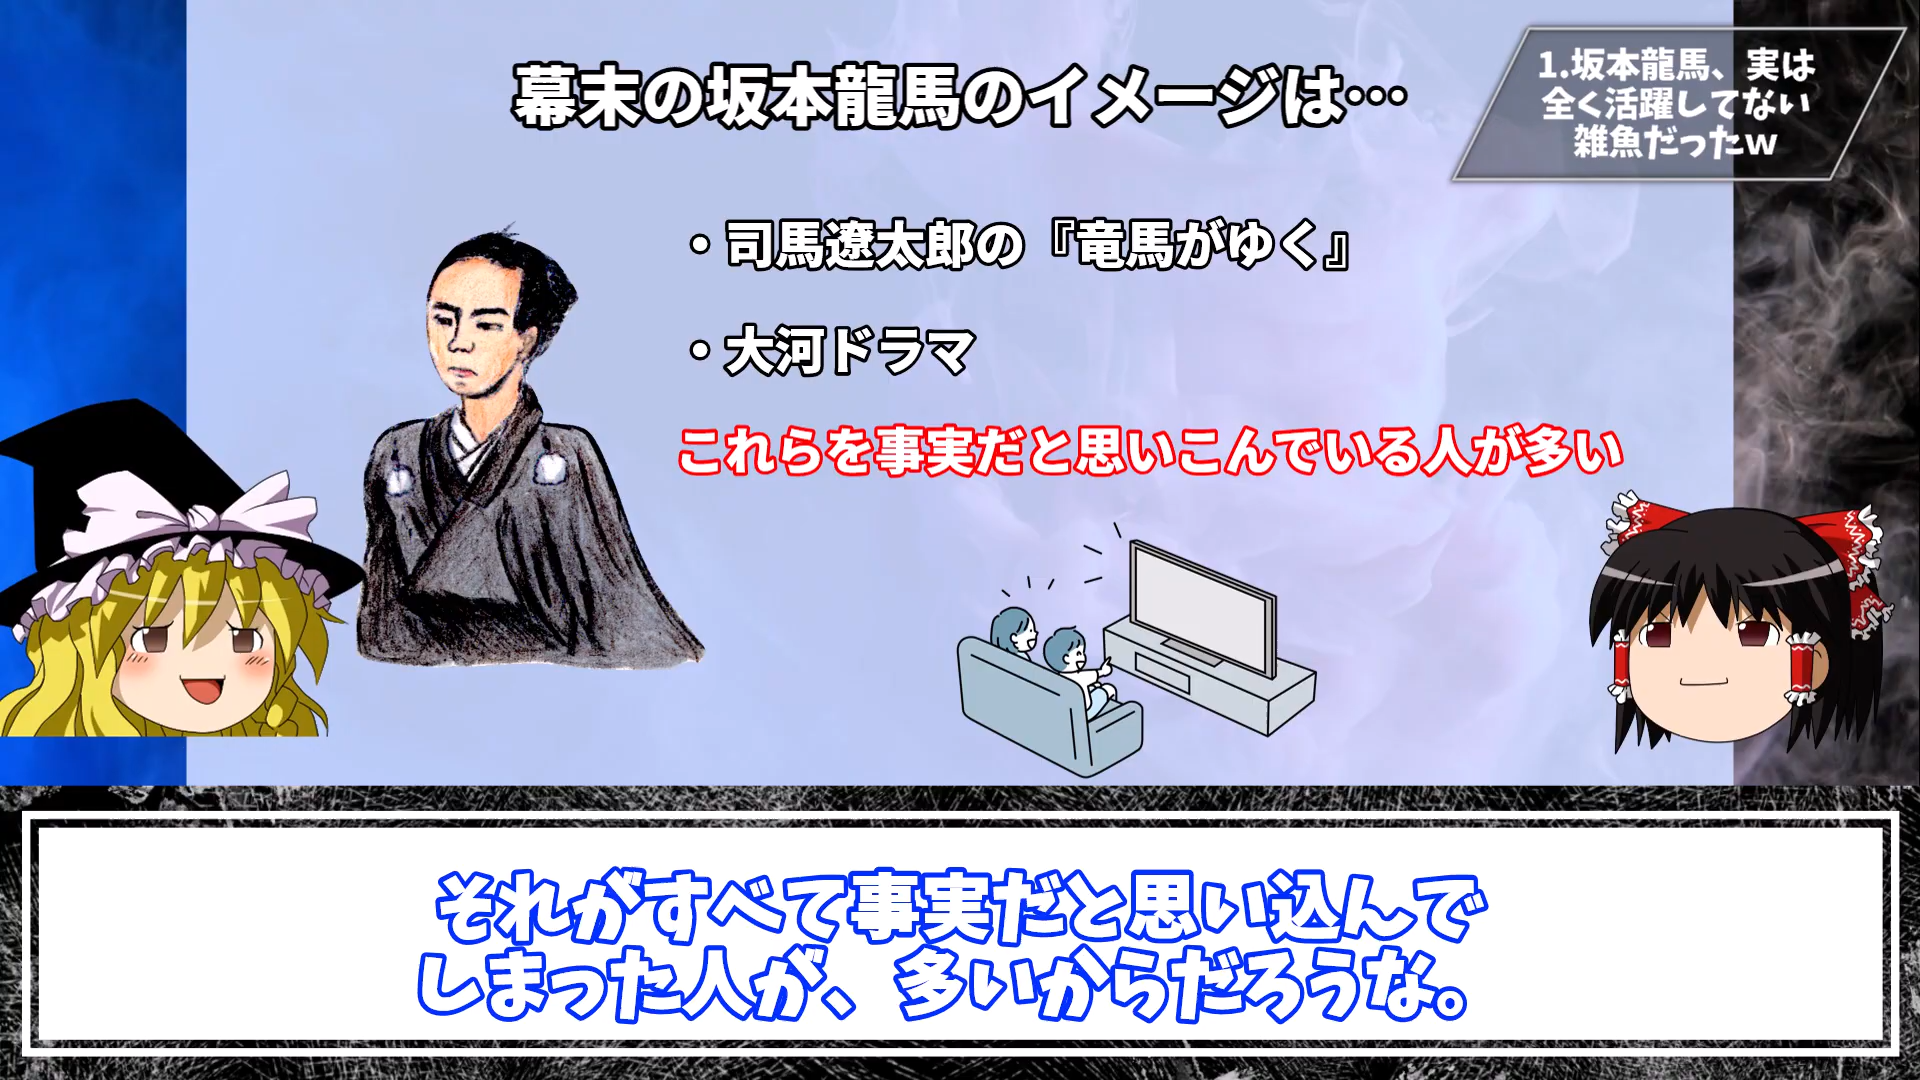 幕末の坂本龍馬のイメージは…
1.坂本龍馬、実は
全く活躍してない
雑魚だったw
・司馬遼太郎の『竜馬がゆく』
・大河ドラマ
これらを事実だと思いこんでいる人が多い
それがすべて事実だと思い込んで
しまった人が、多いからだろうな。